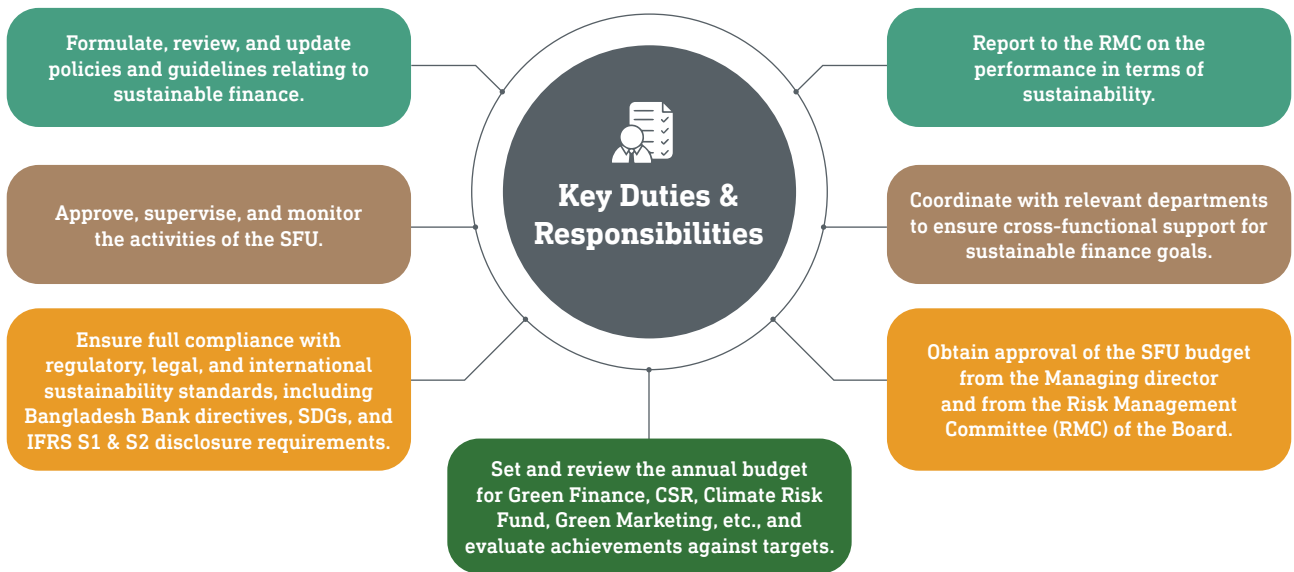 Key Duties &
Responsibilities
Formulate, review, and update
policies and guidelines relating to
sustainable finance.
Approve, supervise, and monitor
the activities of the SFU.
Ensure full compliance with
regulatory, legal, and international
sustainability standards, including
Bangladesh Bank directives, SDGs, and
IFRS S1 & S2 disclosure requirements.
Set and review the annual budget
for Green Finance, CSR, Climate Risk
Fund, Green Marketing, etc., and
evaluate achievements against targets.
Report to the RMC on the
performance in terms of
sustainability.
Coordinate with relevant departments
to ensure cross-functional support for
sustainable finance goals.
Obtain approval of the SFU budget
from the Managing director
and from the Risk Management
Committee (RMC) of the Board.